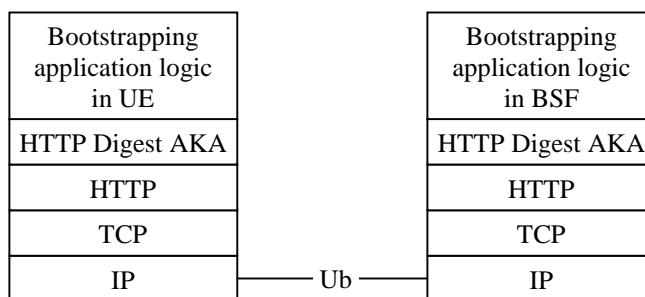 Bootstrapping
application logic
in UE
HTTP Digest AKA
HTTP
TCP
IP
Ub
Bootstrapping
application logic
in BSF
HTTP Digest AKA
HTTP
TCP
IP